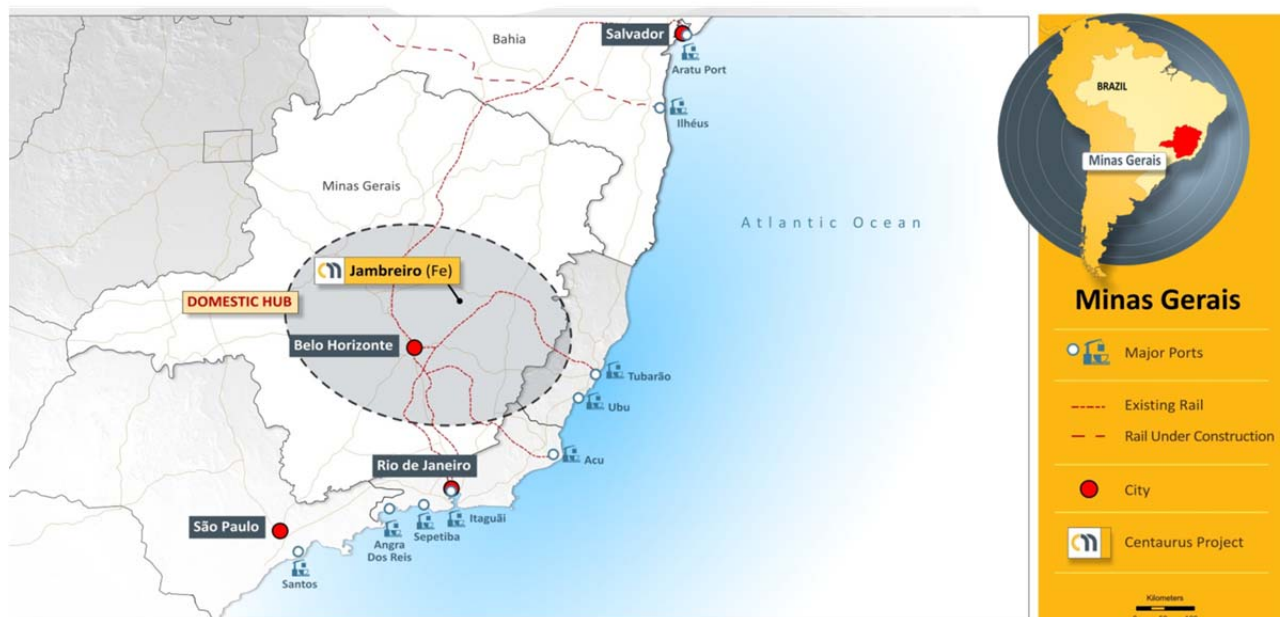 Salvador
Bahia
Aratu Port
Ilhéus
Minas Gerais
Atlantic Ocean
Jambreiro (Fe)
DOMESTIC HUB
Belo Horizonte
Tubarão
Ubu
Acu
Rio de Janeiro
Itaguãi
Sepetiba
Angra
Dos Reis
São Paulo
Santos
BRAZIL
Minas Gerais
Minas Gerais
Major Ports
Existing Rail
Rail Under Construction
City
Centaurus Project
Kilometers